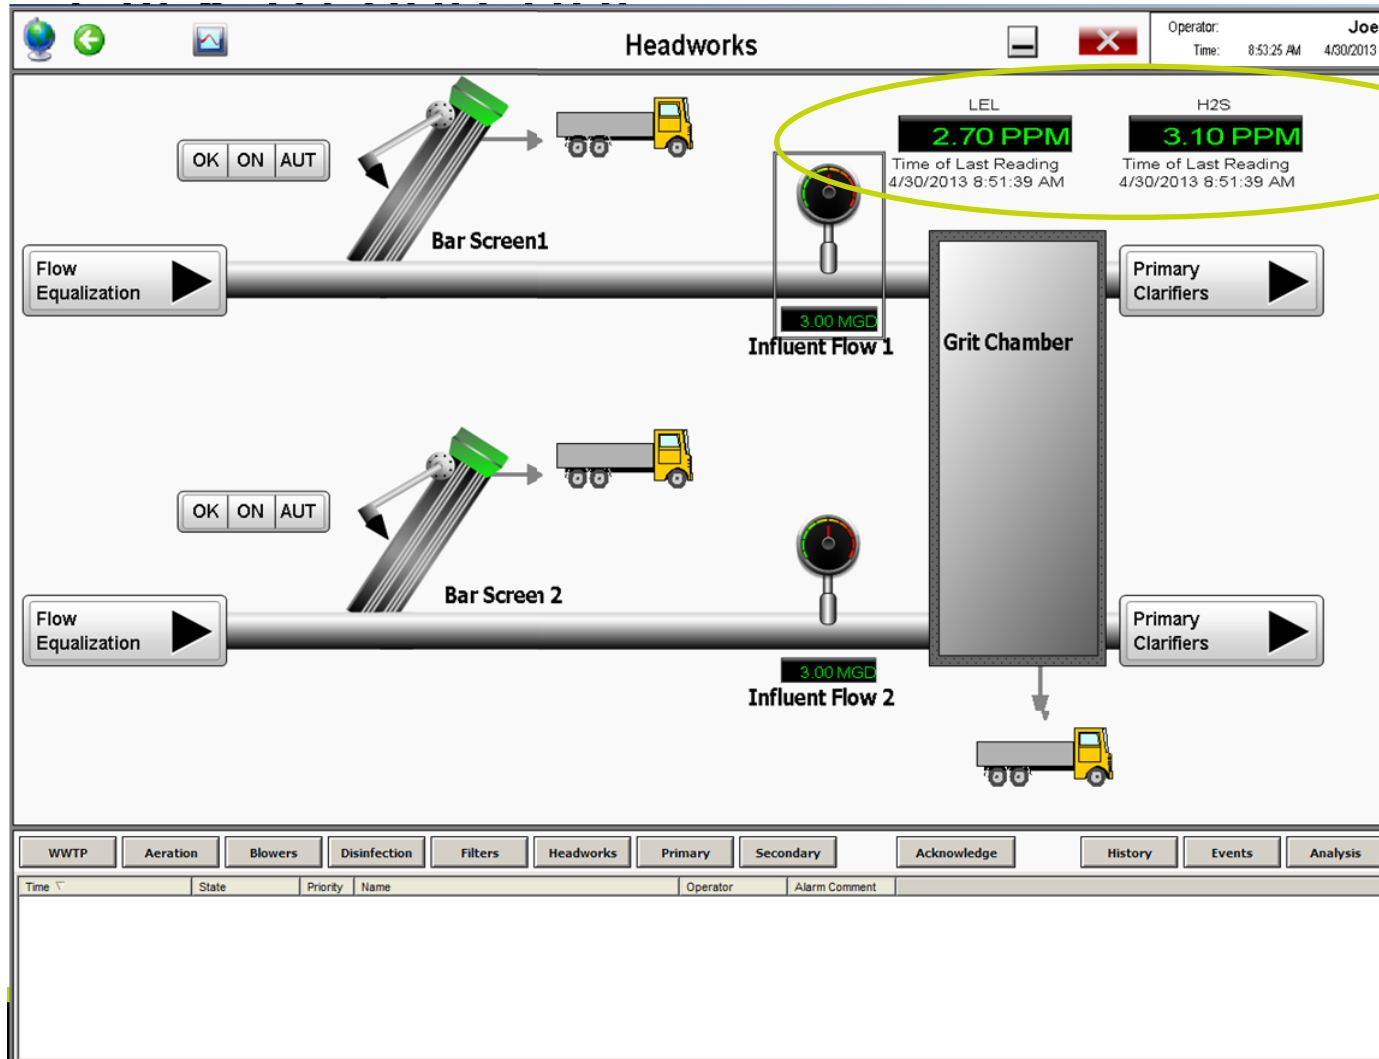 Headworks
Operator: Joe
Time: 8:53:25 AM 4/30/2013
LEL
2.70 PPM
Time of Last Reading
4/30/2013 8:51:39 AM
H2S
3.10 PPM
Time of Last Reading
4/30/2013 8:51:39 AM
OK ON AUT
Bar Screen1
Flow
Equalization
3.00 MGD
Influent Flow 1
Grit Chamber
Primary
Clarifiers
OK ON AUT
Bar Screen 2
Flow
Equalization
3.00 MGD
Influent Flow 2
Primary
Clarifiers
WWTP Aeration Blowers Disinfection Filters Headworks Primary Secondary Acknowledge History Events Analysis
Time State Priority Name Operator Alarm Comment